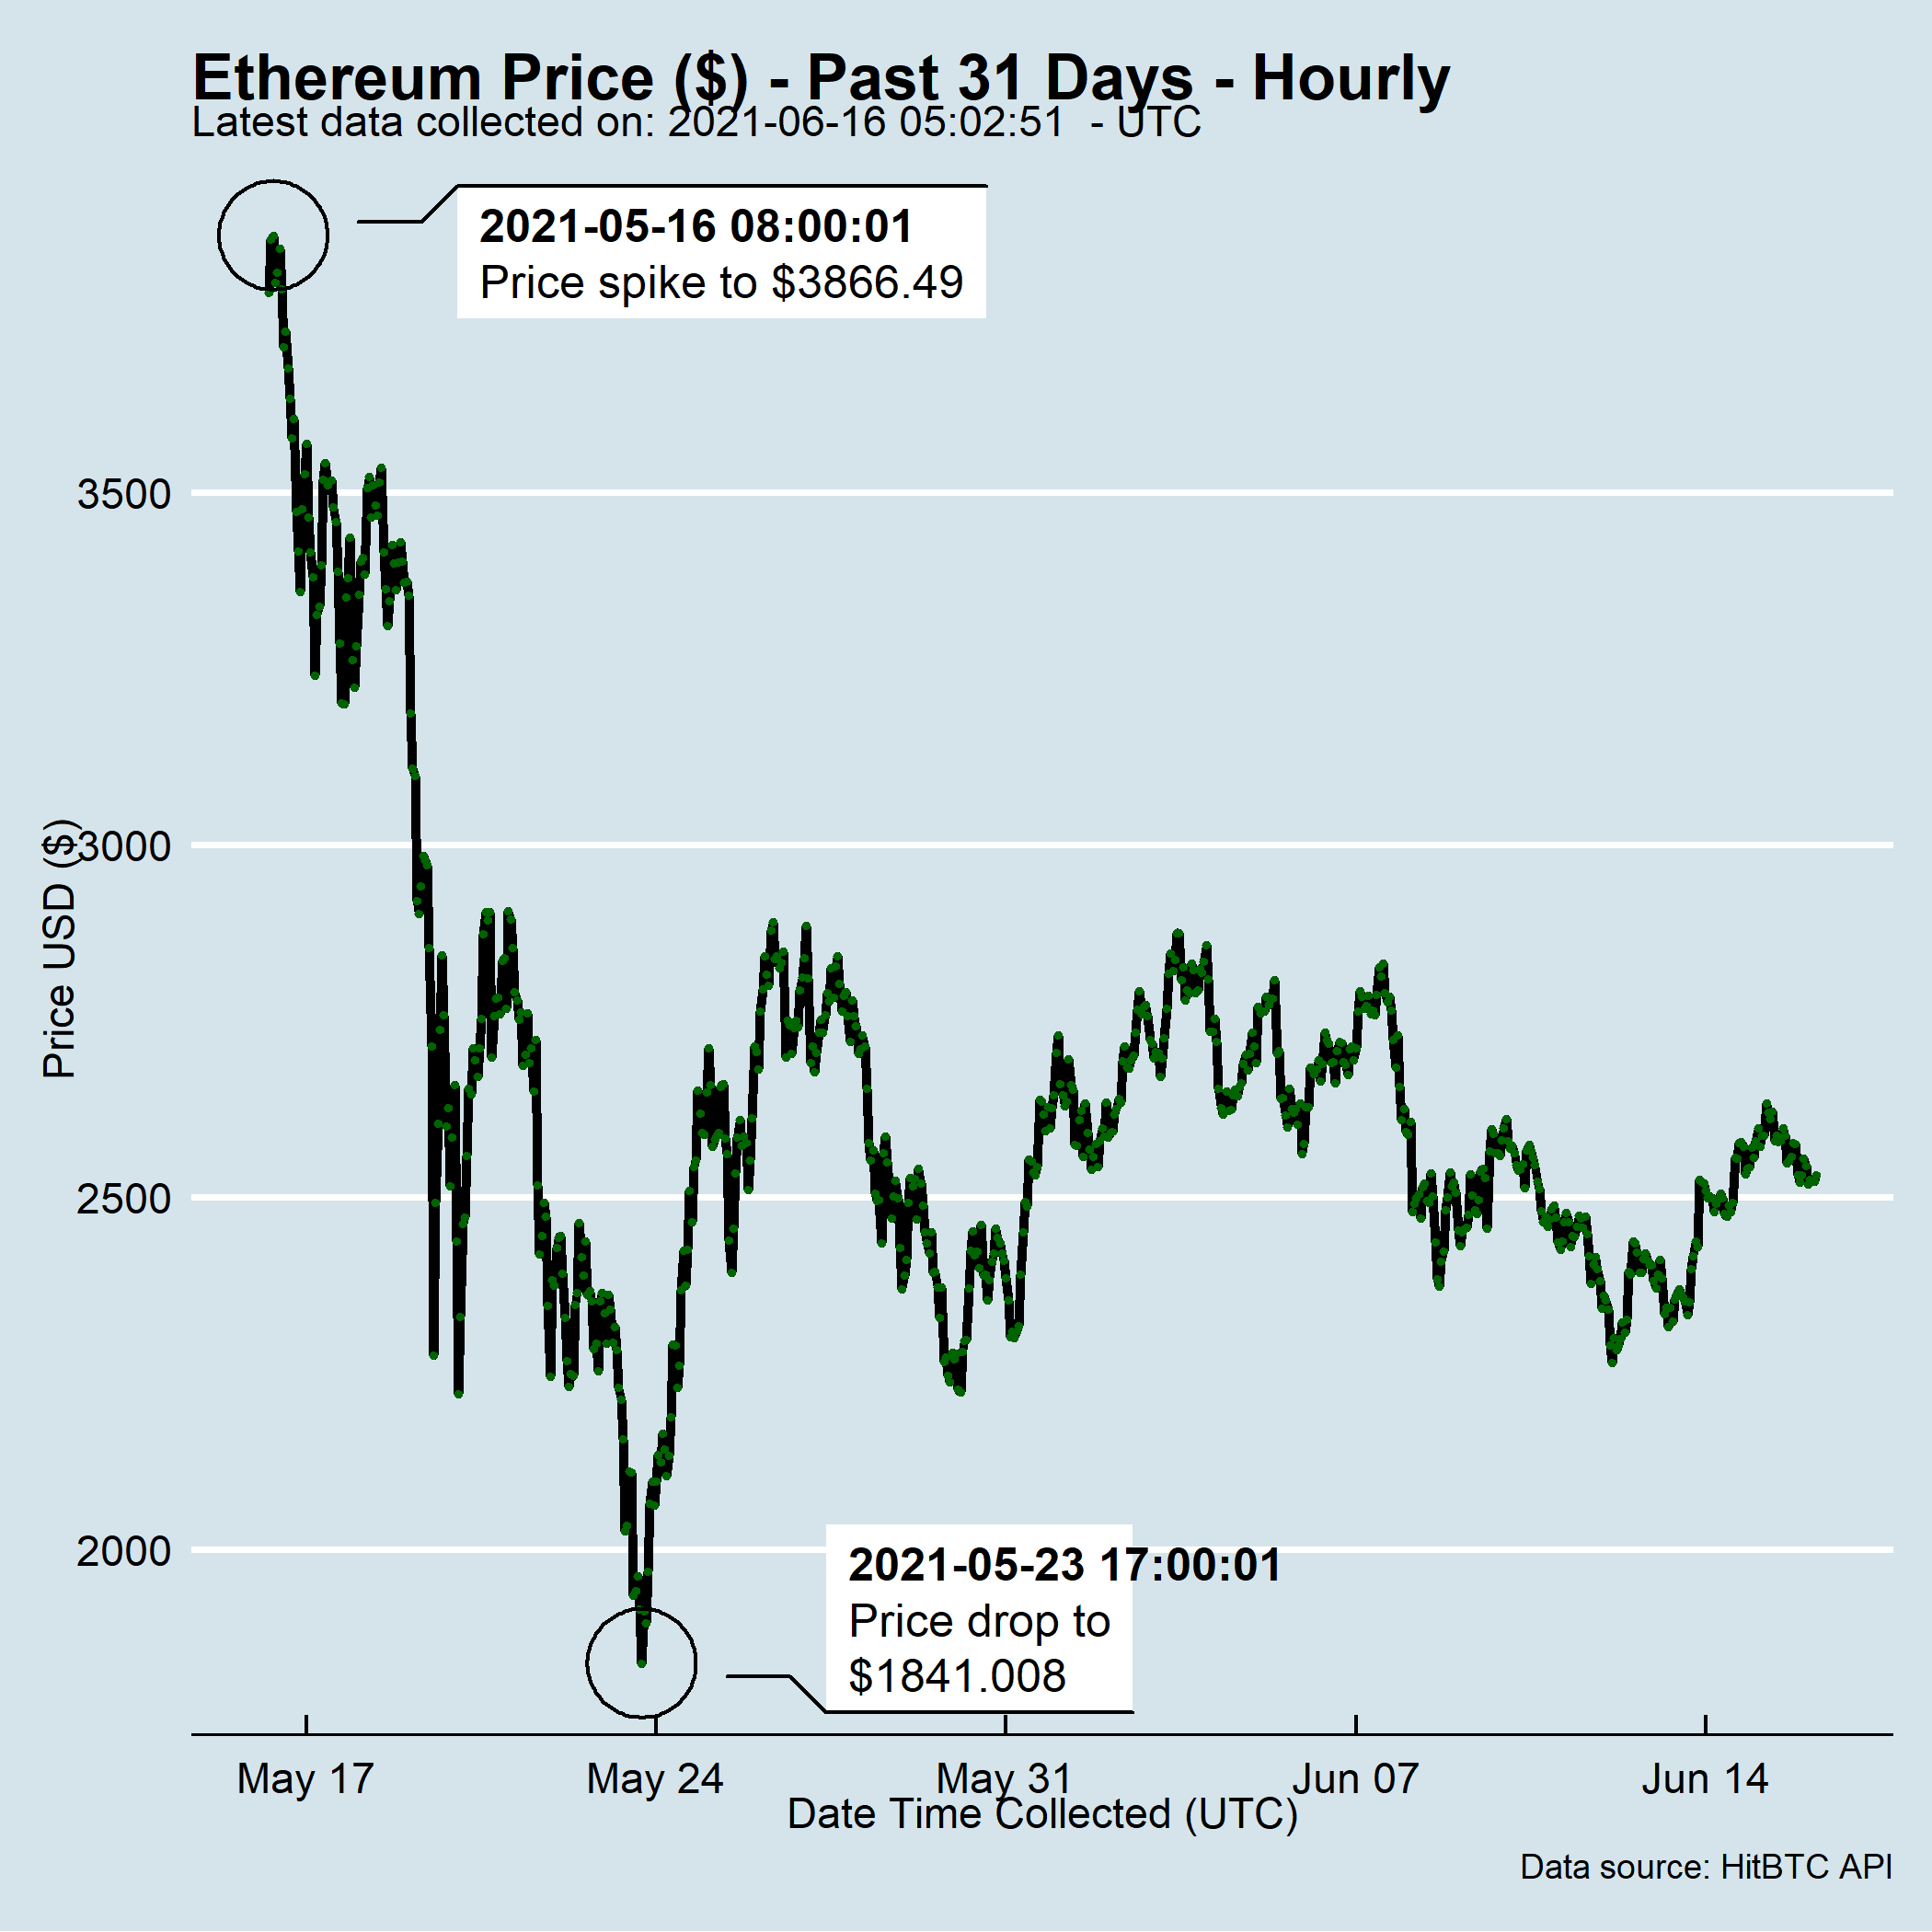 Ethereum Price ($) - Past 31 Days - Hourly
Latest data collected on: 2021-06-16 05:02:51  - UTC
2021-05-16 08:00:01
Price spike to $3866.49
3500
3000
2500
2000
Price USD ($)
2021-05-23 17:00:01
Price drop to
$1841.008
May 17
May 24
May 31
Jun 07
Jun 14
Date Time Collected (UTC)
Data source: HitBTC API